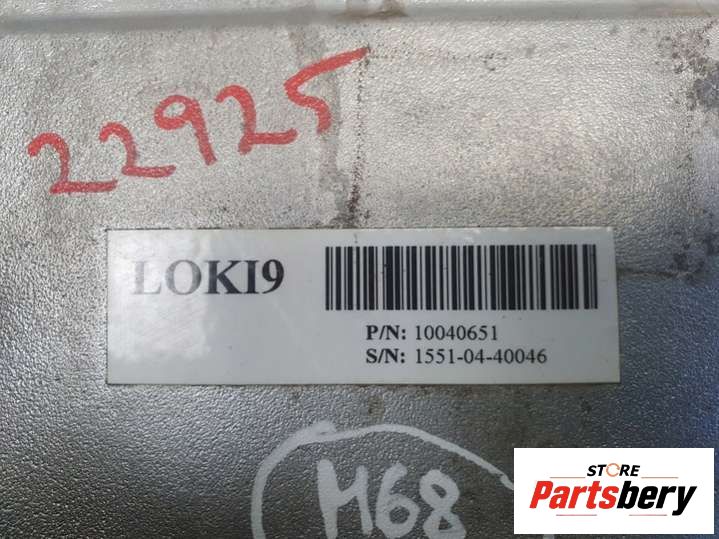 22925
LOKI9
P/N: 10040651
S/N: 1551-04-40046
M68
STORE
Partsbery